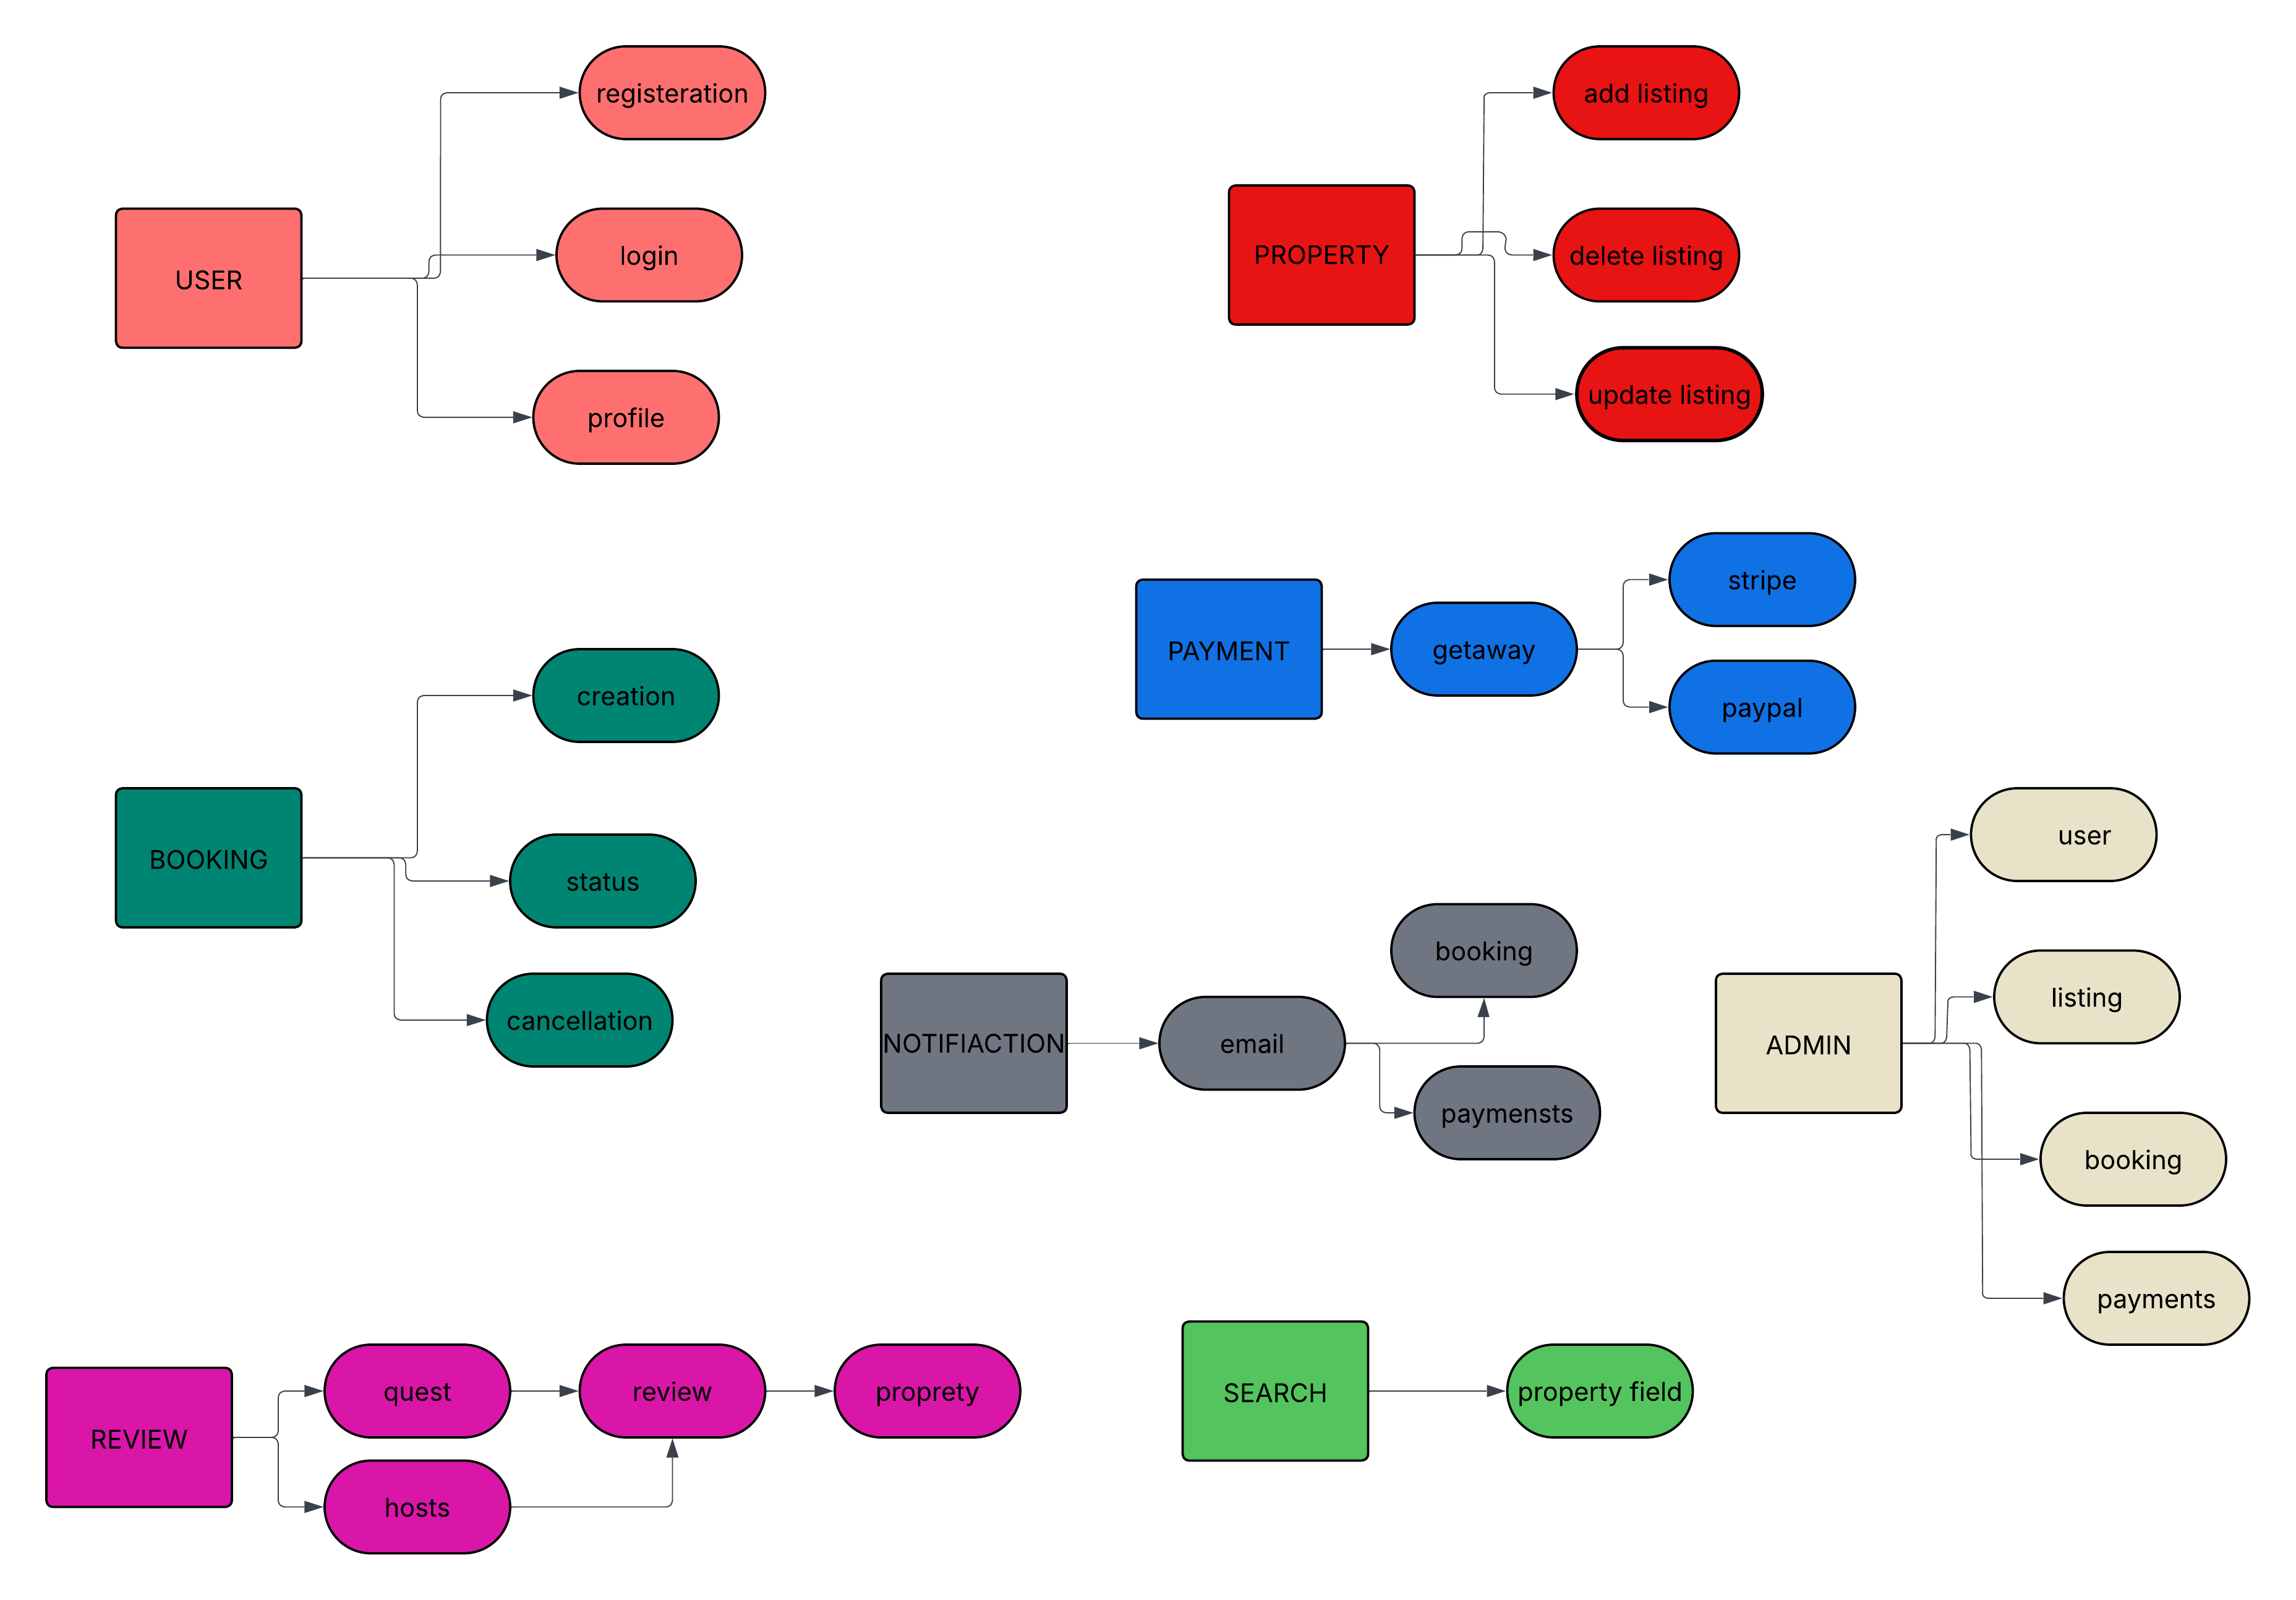 USER
registeration
login
profile
PROPERTY
add listing
delete listing
update listing
PAYMENT
getaway
stripe
paypal
BOOKING
creation
status
cancellation
NOTIFIACTION
email
booking
paymensts
ADMIN
user
listing
booking
payments
REVIEW
quest
hosts
review
proprety
SEARCH
property field